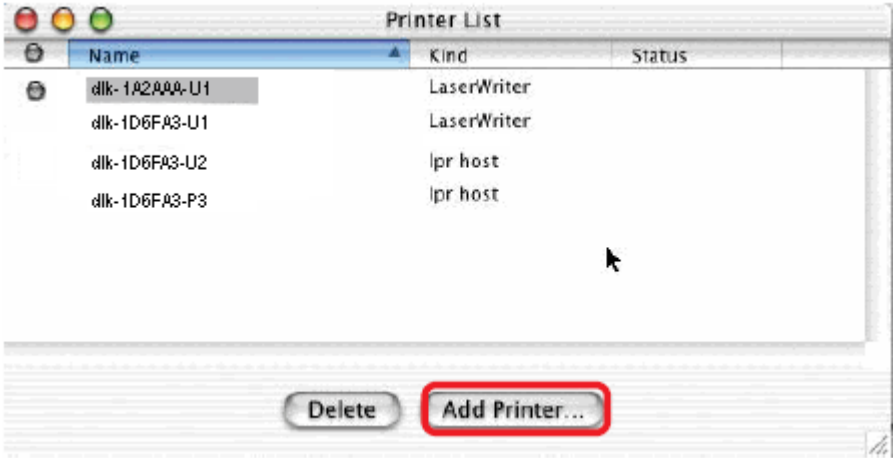 Printer List
Name Kind Status
dlk-1A2AAA-U1 LaserWriter
dlk-1D6FA3-U1 LaserWriter
dlk-1D6FA3-U2 lpr host
dlk-1D6FA3-P3 lpr host
Delete Add Printer...